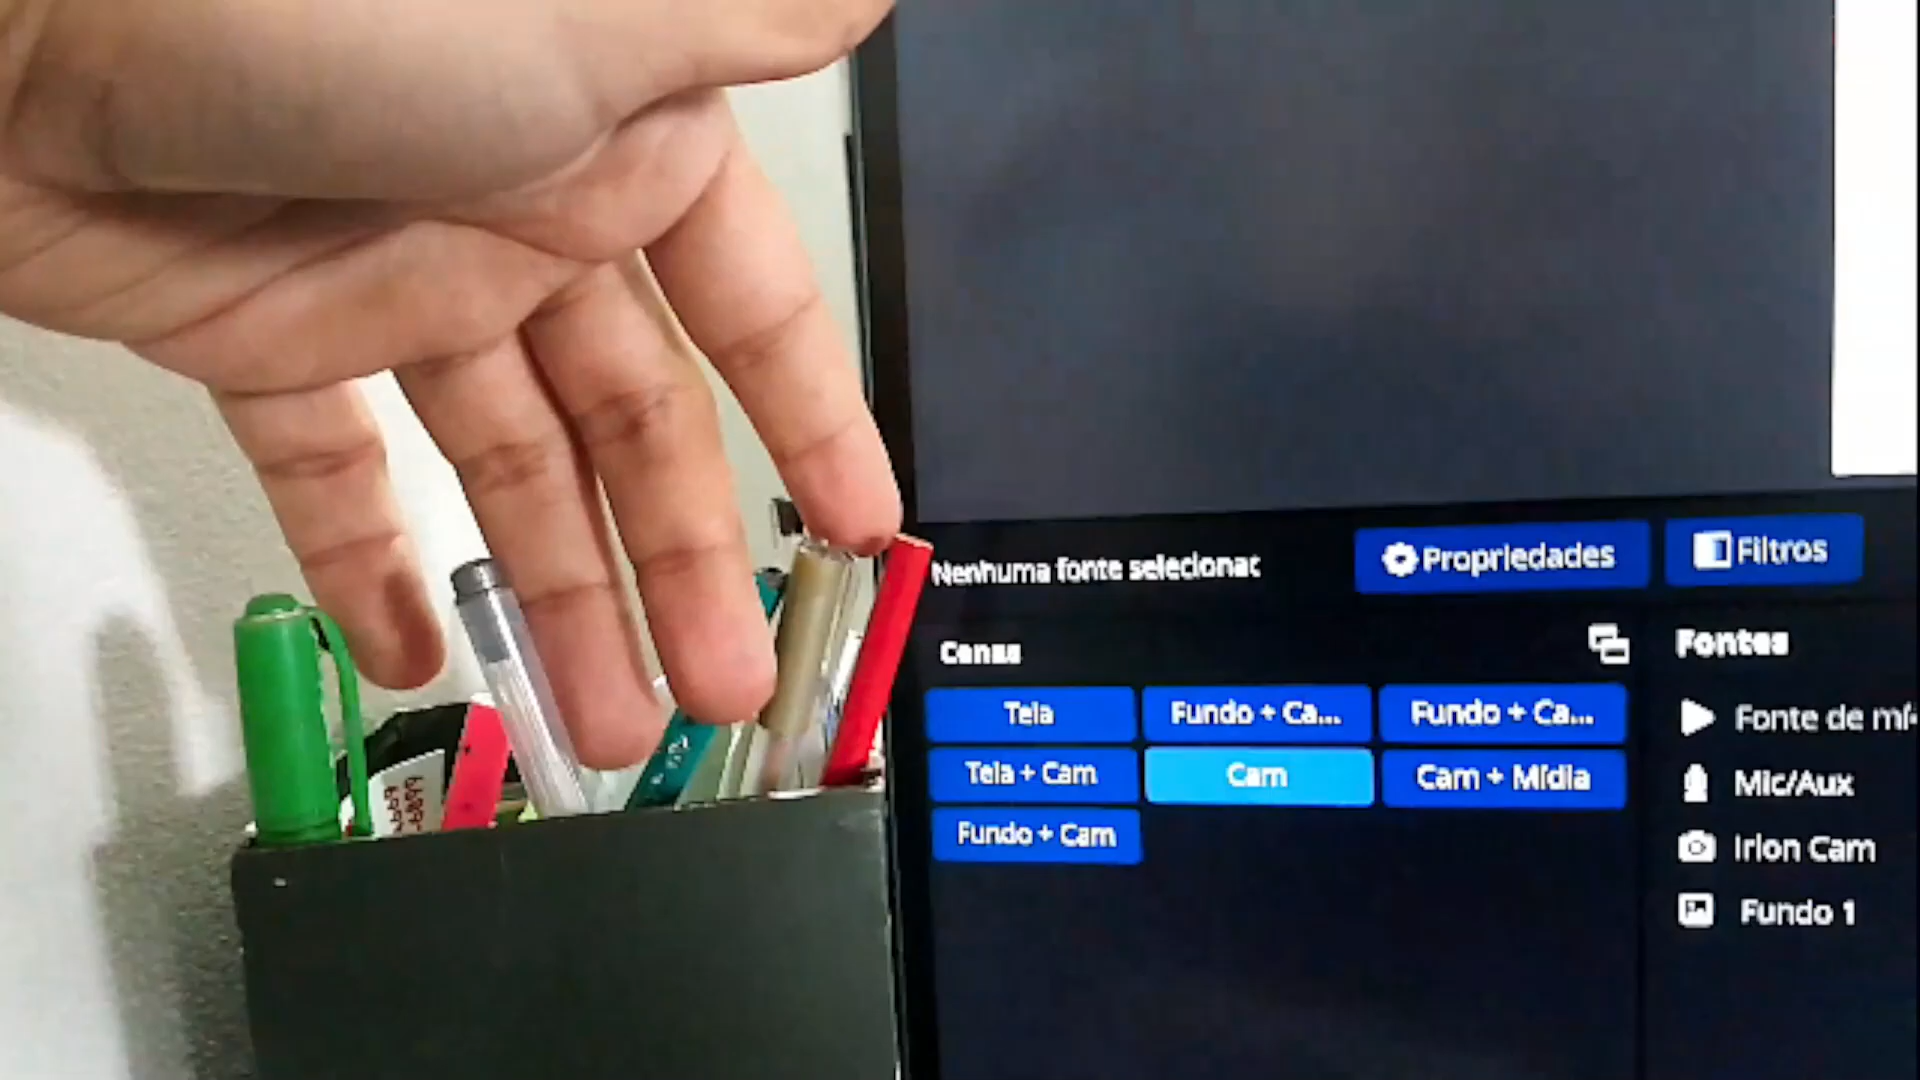 Nenhuma fonte selecionac
Propriedades
Filtros
Cenas
Fontes
Tela
Fundo + Ca...
Fundo + Ca...
Tela + Cam
Cam
Cam + Mídia
Fundo + Cam
Fonte de mí
Mic/Aux
Irion Cam
Fundo 1